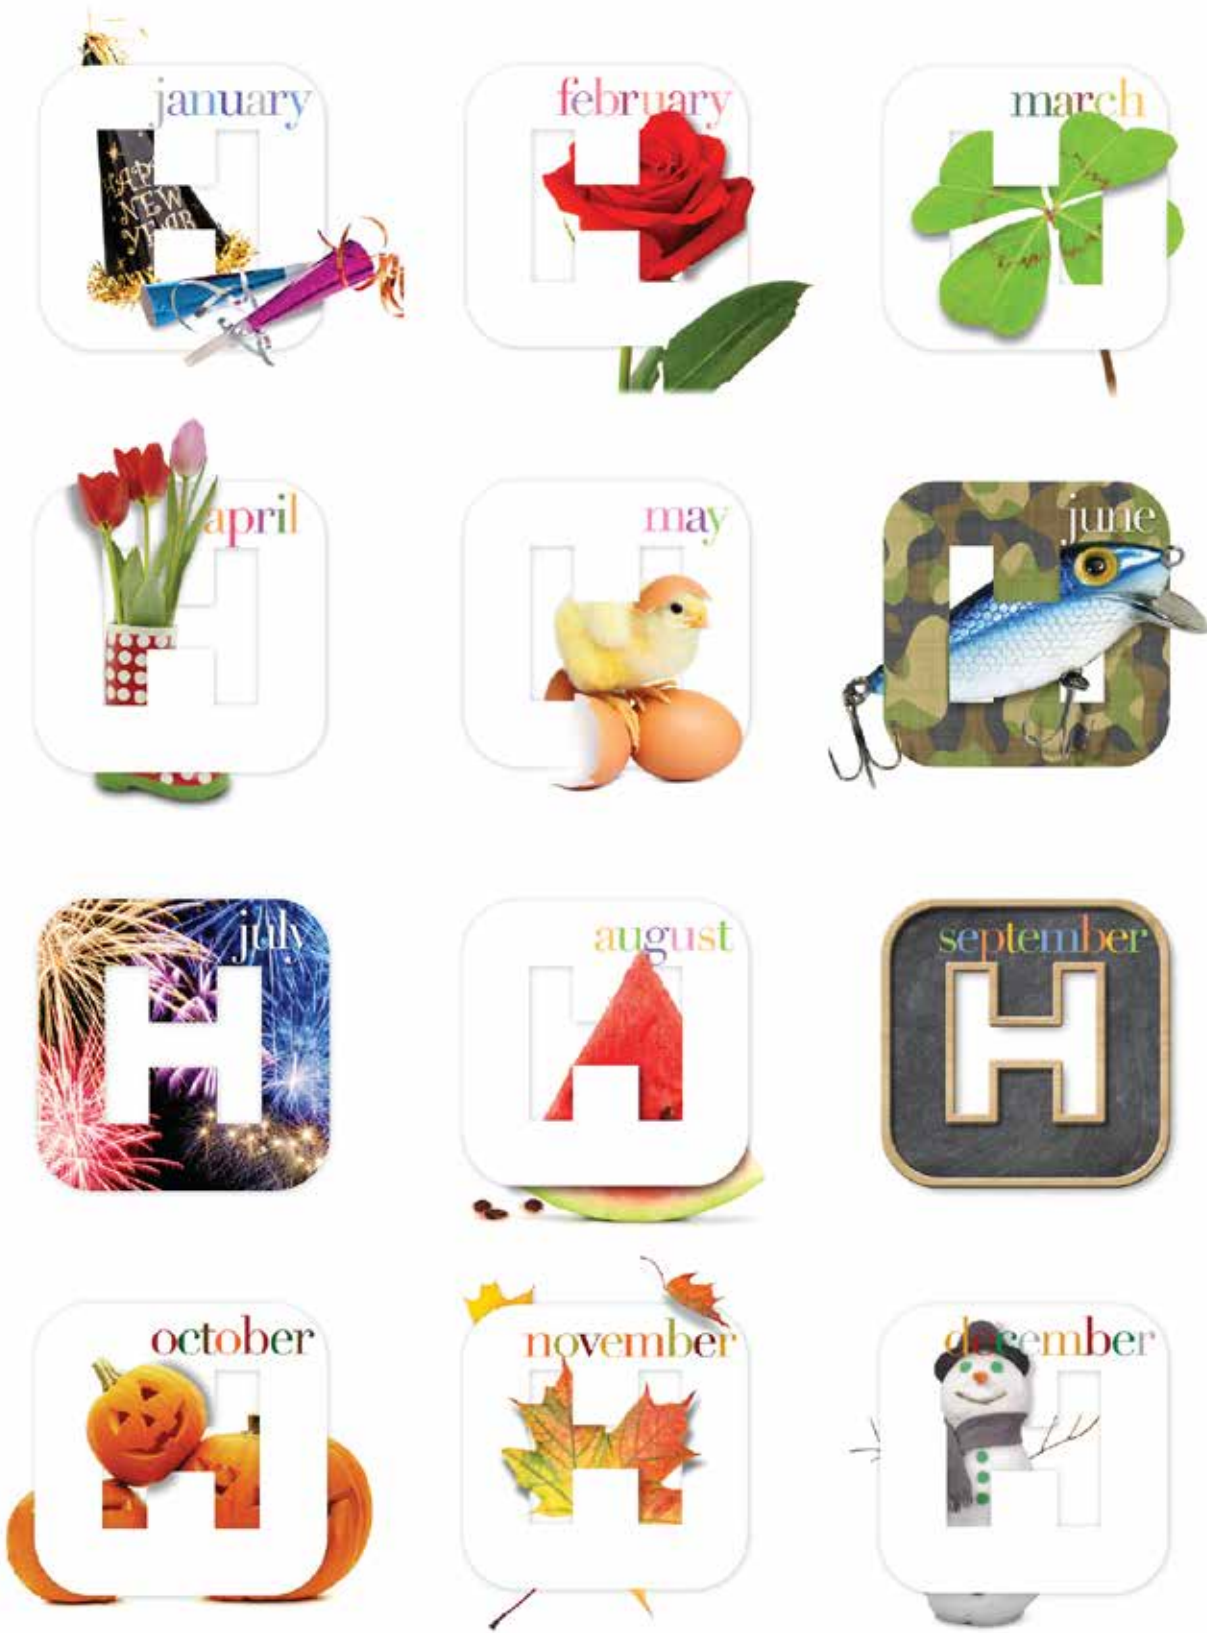 january
HAPPY
NEW
YEAR
H
february
H
march
H
april
H
may
H
june
H
july
H
august
H
september
H
october
H
november
H
december
H